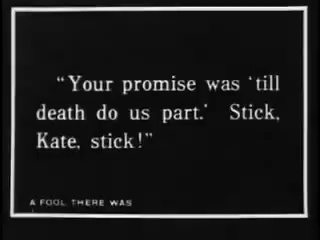 “Your promise was ‘till
death do us part.’ Stick,
Kate, stick!”
A FOOL THERE WAS